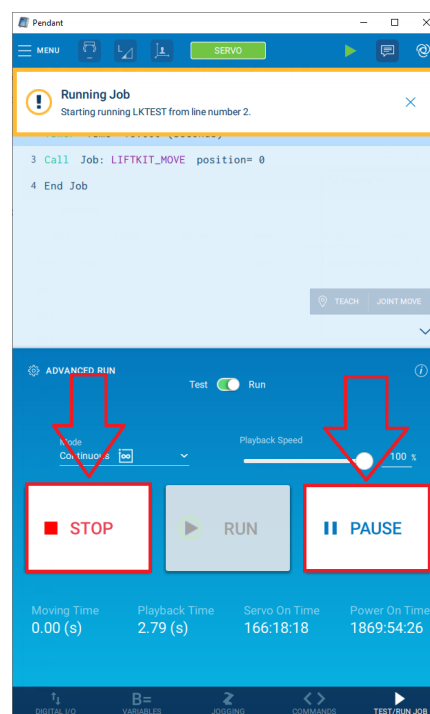 Pendant
MENU
SERVO
Running Job
Starting running LKTEST from line number 2.
3 Call Job: LIFTKIT_MOVE position= 0
4 End Job
TEACH JOINT MOVE
ADVANCED RUN
Test Run
Mode
Continuous
Playback Speed
100 %
STOP
RUN
PAUSE
Moving Time Playback Time Servo On Time Power On Time
0.00 (s) 2.79 (s) 166:18:18 1869:54:26
DIGITAL I/O VARIABLES JOGGING COMMANDS TEST/RUN JOB